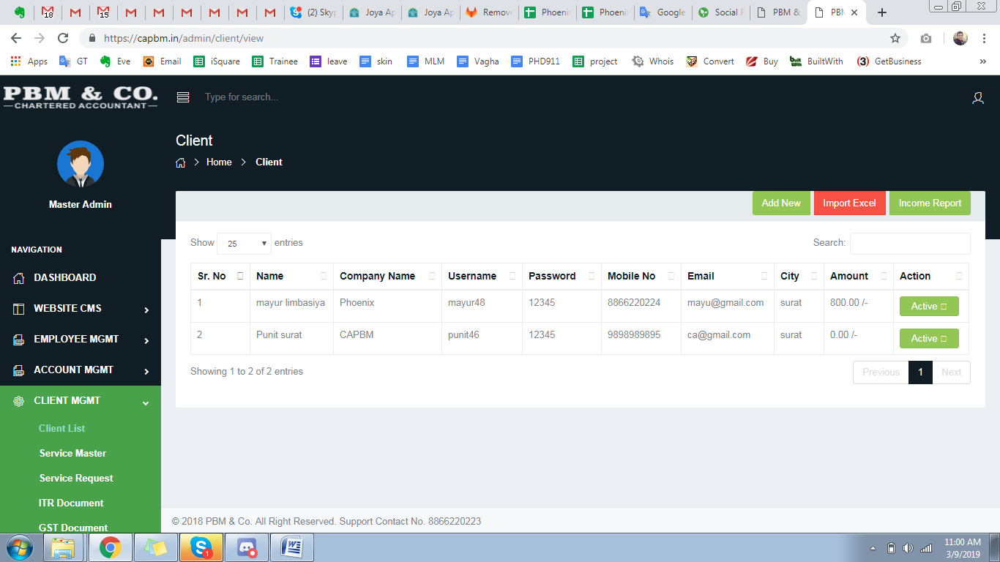 18 15 (2) Skyp Joya Ap Joya Ap Remove Phoeni Phoeni Google Social F PBM & PBM
https://capbm.in/admin/client/view
Apps GT Eve Email iSquare Trainee leave skin MLM Vagha PHD911 project Whois Convert Buy BuiltWith GetBusiness »
PBM & CO.
CHARTERED ACCOUNTANT
Type for search...
Client
Home > Client
Master Admin
Add New Import Excel Income Report
NAVIGATION
DASHBOARD
WEBSITE CMS
EMPLOYEE MGMT
ACCOUNT MGMT
CLIENT MGMT
Client List
Service Master
Service Request
ITR Document
GST Document
Show 25 entries Search:
Sr. No Name Company Name Username Password Mobile No Email City Amount Action
1 mayur limbasiya Phoenix mayur48 12345 8866220224 mayu@gmail.com surat 800.00 /- Active
2 Punit surat CAPBM punit46 12345 9898989895 ca@gmail.com surat 0.00 /- Active
Showing 1 to 2 of 2 entries Previous 1 Next
© 2018 PBM & Co. All Right Reserved. Support Contact No. 8866220223
1
11:00 AM
3/9/2019